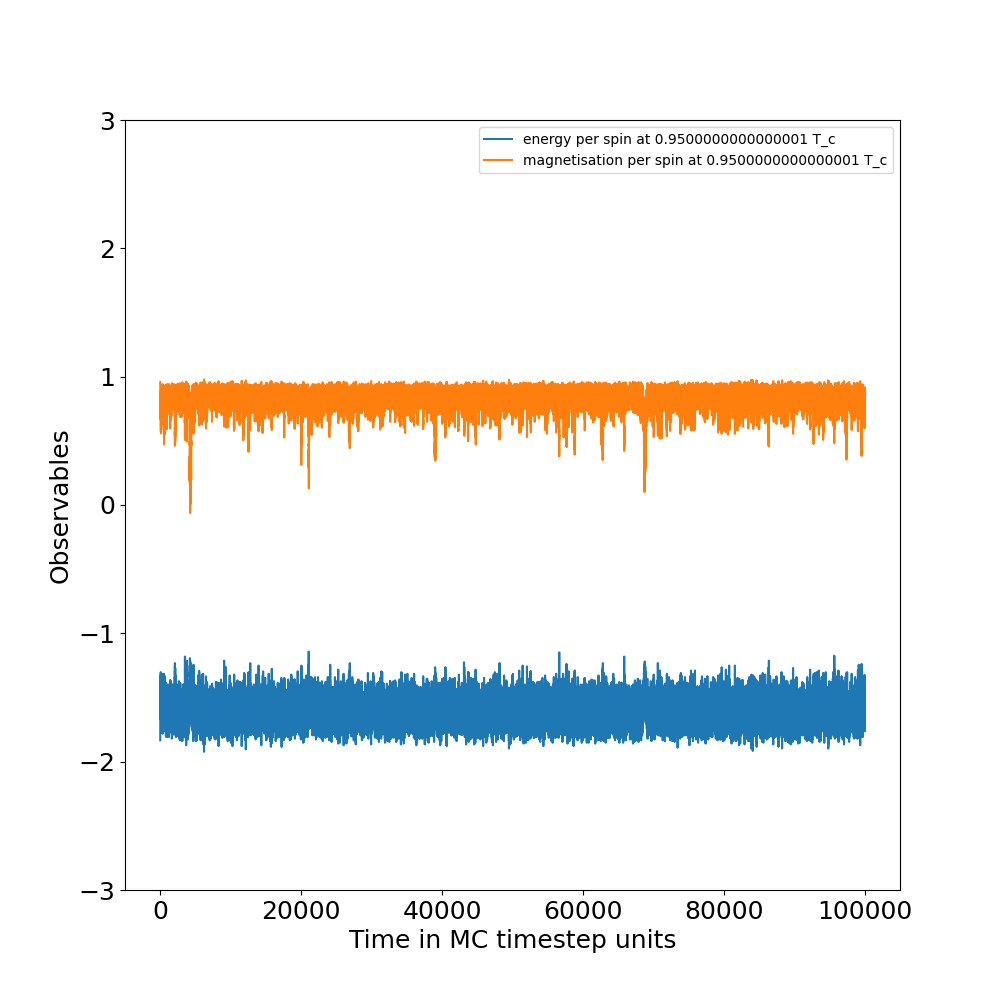 3
2
1
0
−1
−2
−3
Observables
energy per spin at 0.9500000000000001 T_c
magnetisation per spin at 0.9500000000000001 T_c
0 20000 40000 60000 80000 100000
Time in MC timestep units